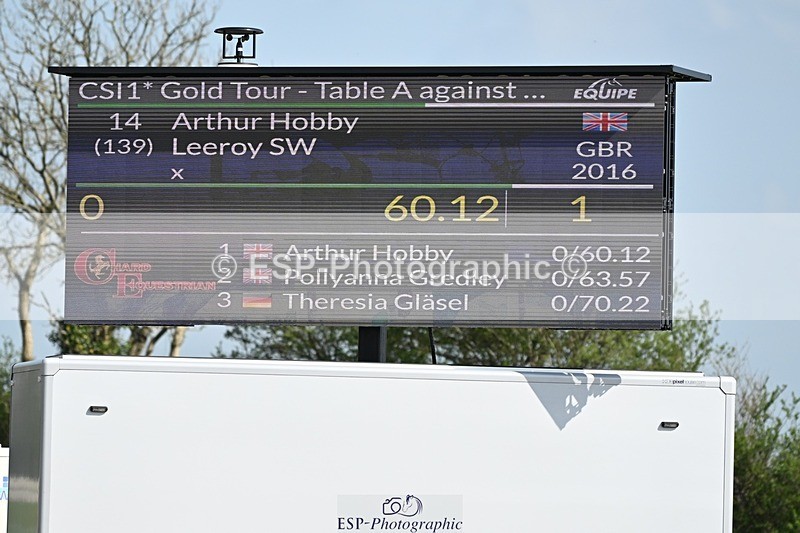 CSI1* Gold Tour - Table A against ... EQUIPE
14 Arthur Hobby
(139) Leeroy SW GBR
x 2016
0 60.12 1
1 Arthur Hobby 0/60.12
© ESP-Photographic ©
2 Pollyanna Gredley 0/63.57
3 Theresia Gläsel 0/70.22
Chard
Equestrian
ESP-Photographic